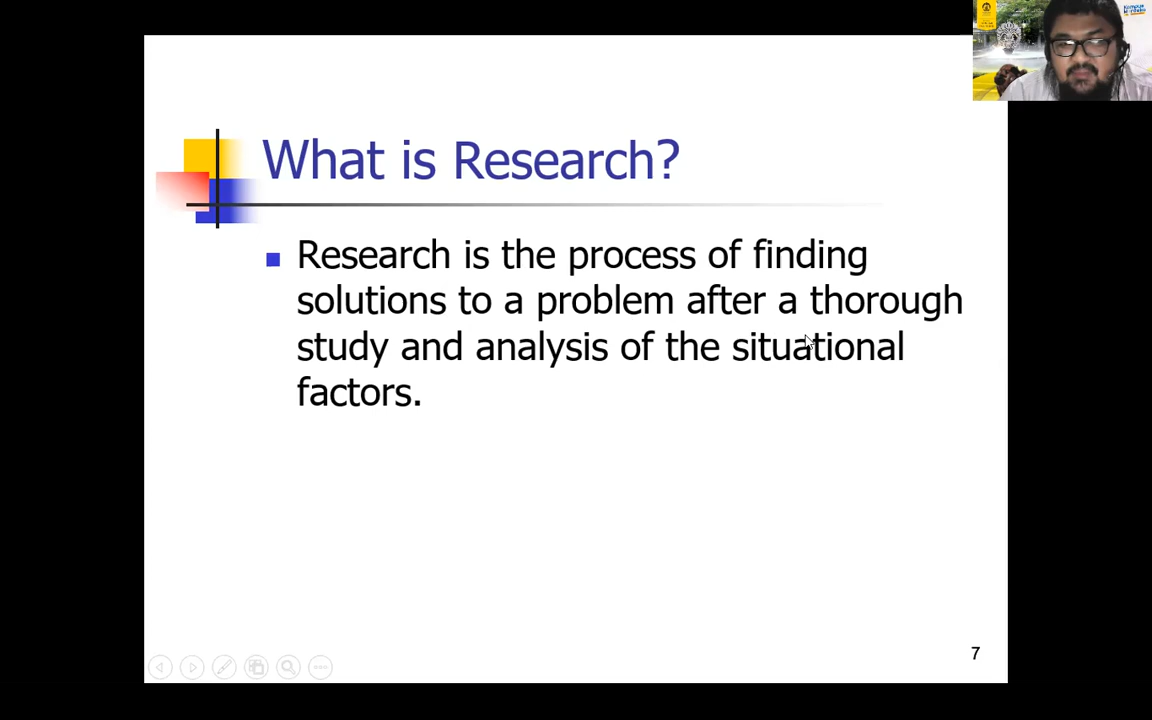 What is Research?
Research is the process of finding
solutions to a problem after a thorough
study and analysis of the situational
factors.
7